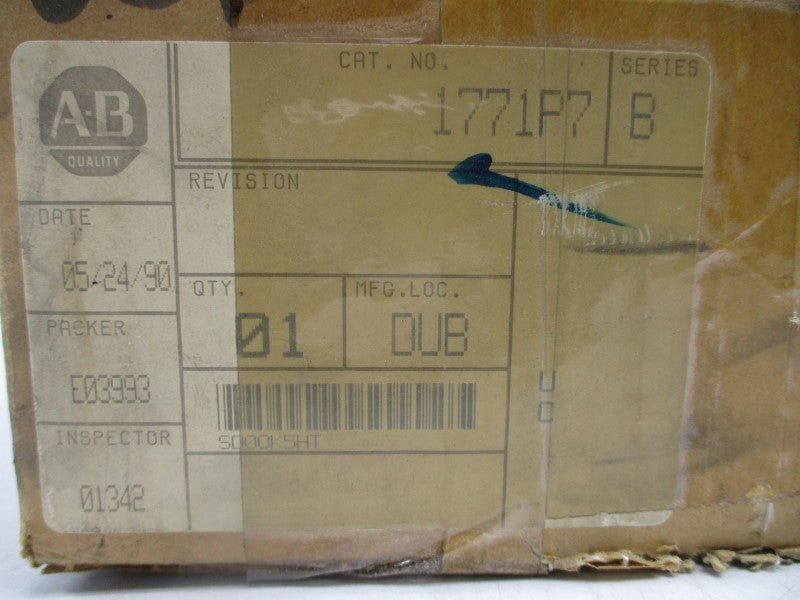 CAT. NO.
SERIES
A-B
QUALITY
1771P7
B
REVISION
DATE
05/24/90
QTY.
MFG.LOC.
01
DUB
PACKER
E03993
INSPECTOR
01342